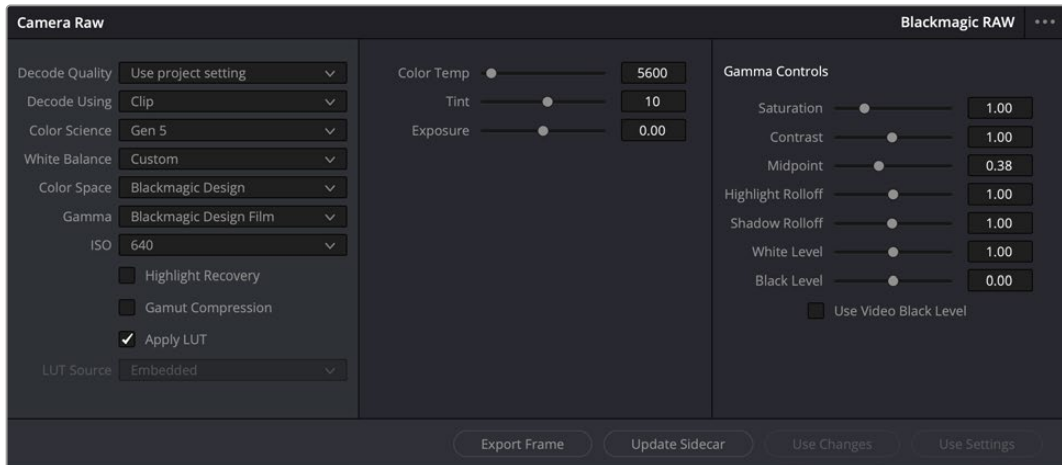 Camera Raw
Blackmagic RAW
Decode Quality Use project setting
Decode Using Clip
Color Science Gen 5
White Balance Custom
Color Space Blackmagic Design
Gamma Blackmagic Design Film
ISO 640
Highlight Recovery
Gamut Compression
Apply LUT
LUT Source Embedded
Color Temp 5600
Tint 10
Exposure 0.00
Gamma Controls
Saturation 1.00
Contrast 1.00
Midpoint 0.38
Highlight Rolloff 1.00
Shadow Rolloff 1.00
White Level 1.00
Black Level 0.00
Use Video Black Level
Export Frame
Update Sidecar
Use Changes
Use Settings